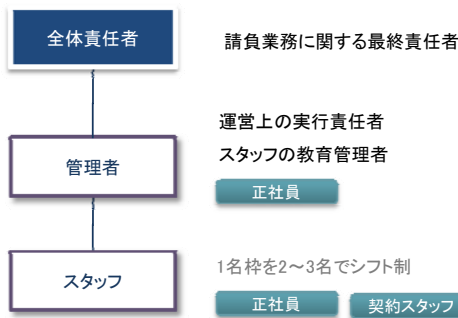 全体責任者
請負業務に関する最終責任者
運営上の実行責任者
スタッフの教育管理者
管理者
正社員
1名枠を2～3名でシフト制
スタッフ
正社員
契約スタッフ